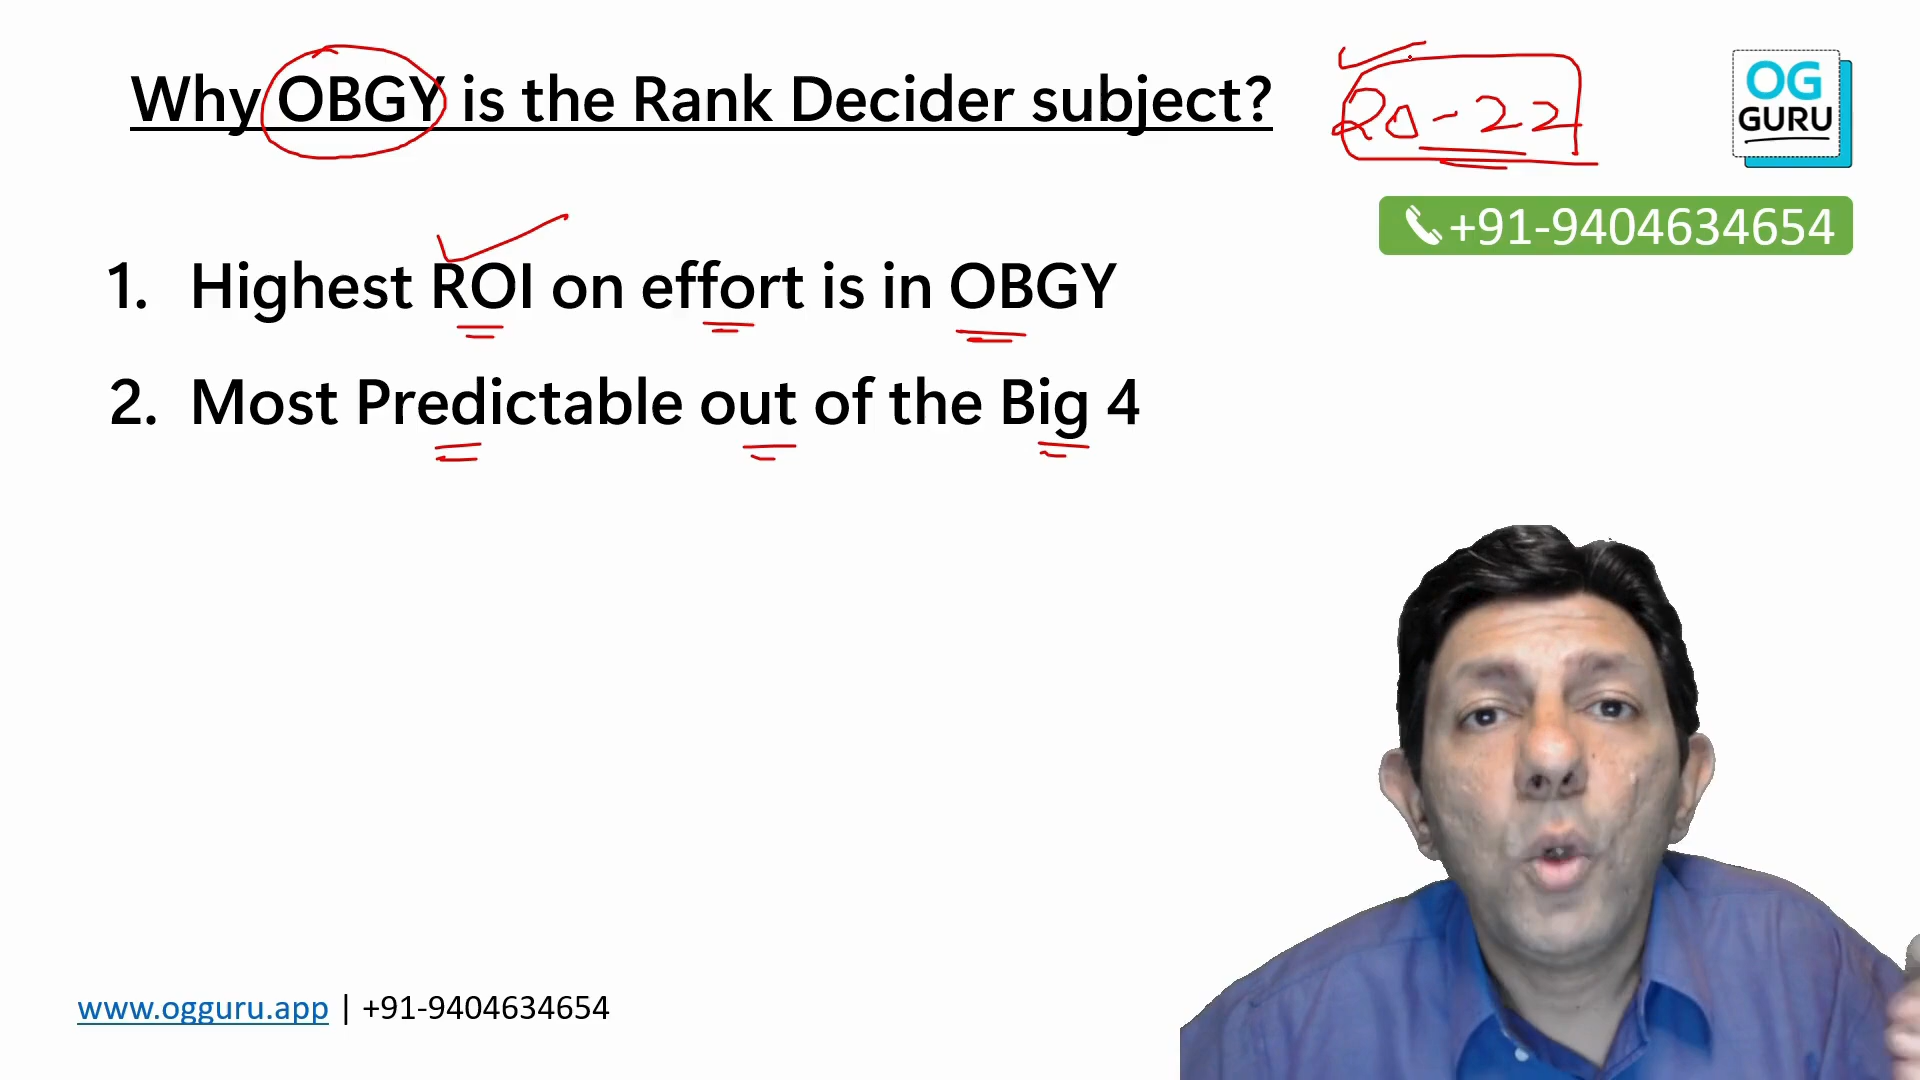 Why OBGY is the Rank Decider subject?
20-22
OG
GURU
+91-9404634654
1. Highest ROI on effort is in OBGY
2. Most Predictable out of the Big 4
www.ogguru.app | +91-9404634654